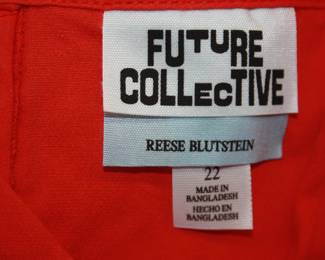 FUTURE
COLLECTIVE
REESE BLUTSTEIN
22
MADE IN
BANGLADESH
HECHO EN
BANGLADESH